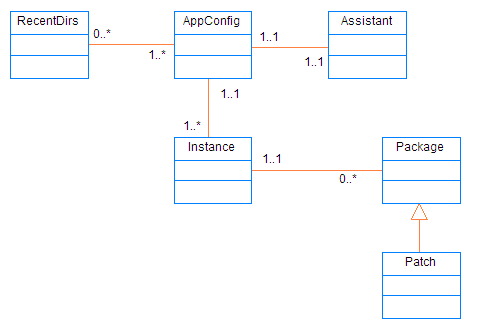 RecentDirs
AppConfig
Assistant
0..*
1..*
1..1
1..1
1..1
1..*
Instance
Package
1..1
0..*
Patch